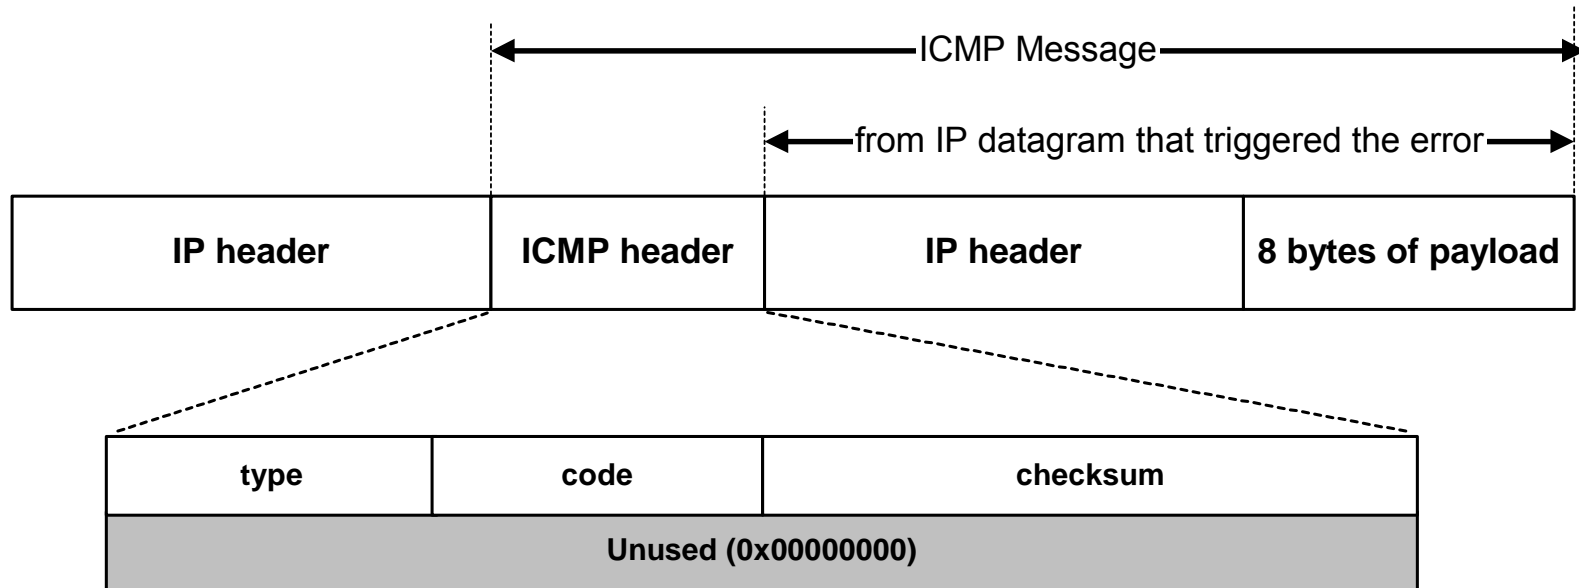 ICMP Message
from IP datagram that triggered the error
IP header
ICMP header
IP header
8 bytes of payload
type
code
checksum
Unused (0x00000000)